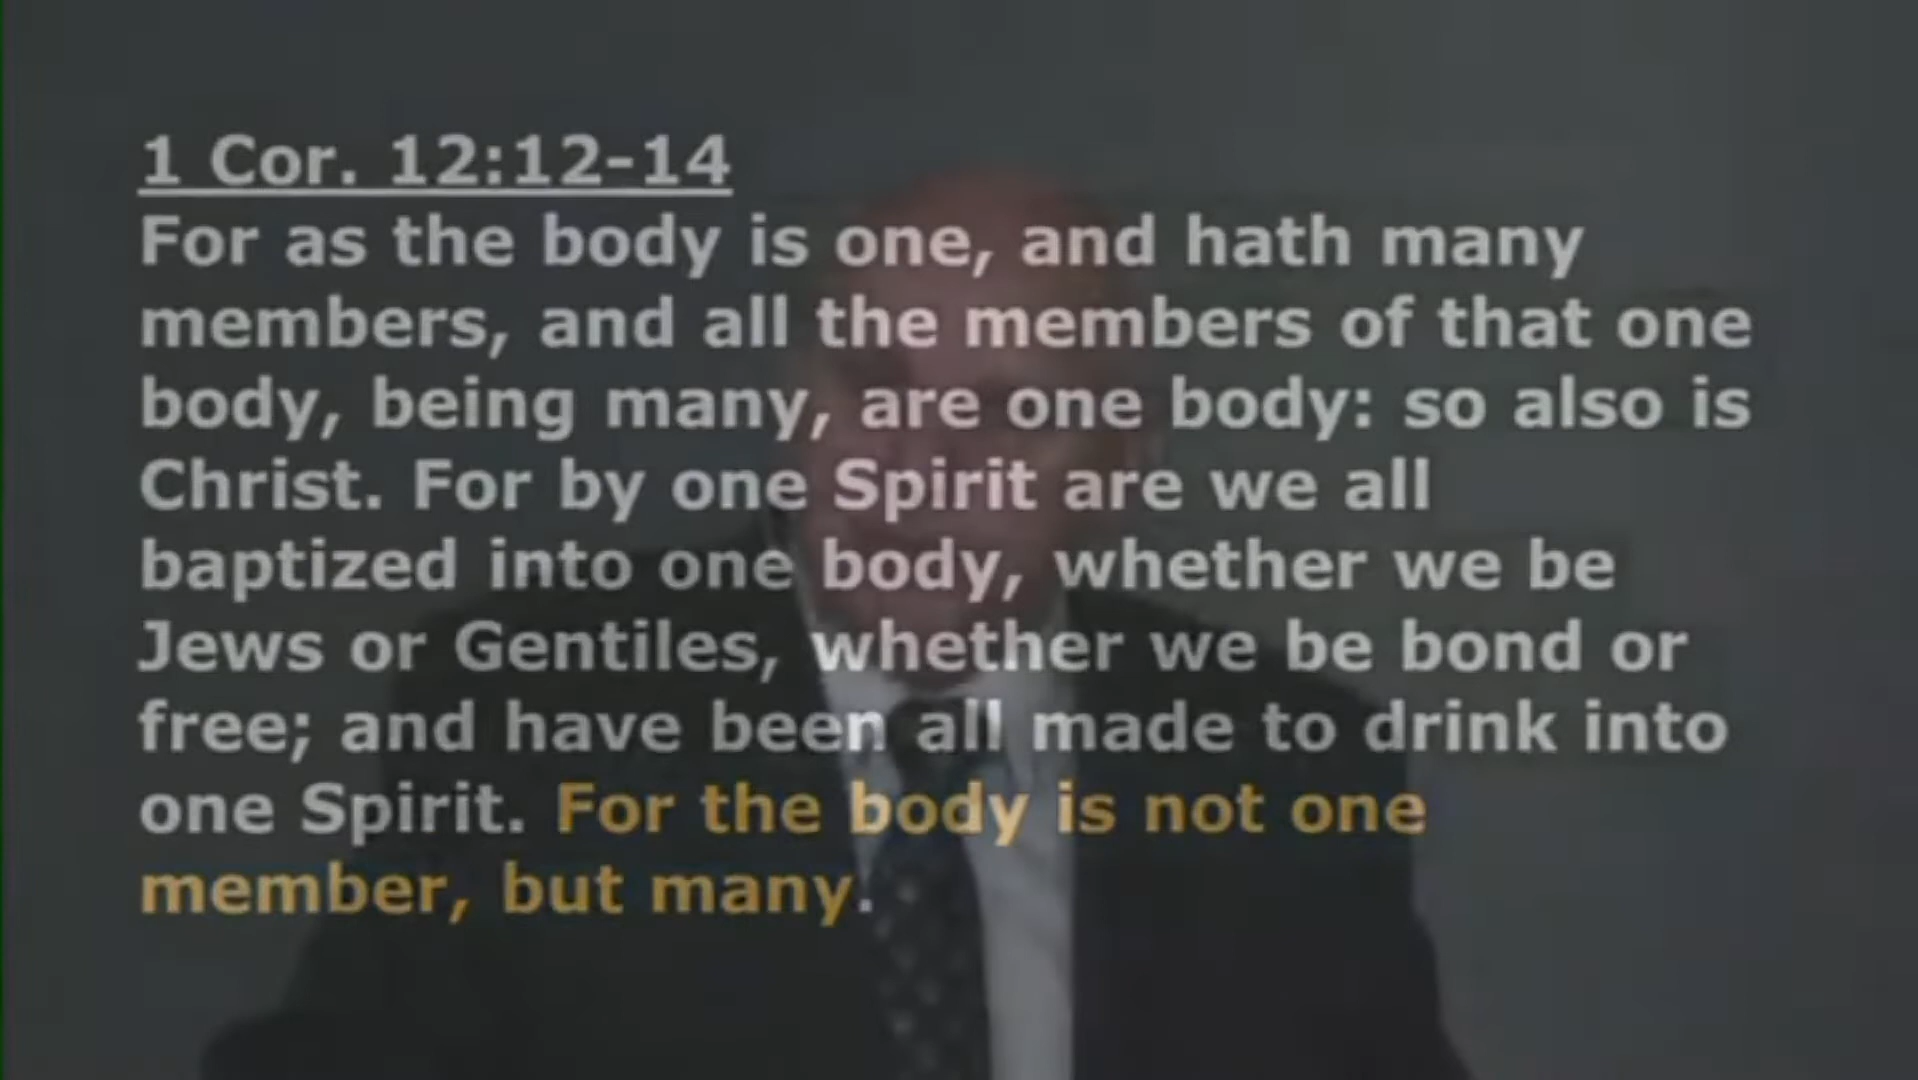 1 Cor. 12:12-14
For as the body is one, and hath many
members, and all the members of that one
body, being many, are one body: so also is
Christ. For by one Spirit are we all
baptized into one body, whether we be
Jews or Gentiles, whether we be bond or
free; and have been all made to drink into
one Spirit. For the body is not one
member, but many.